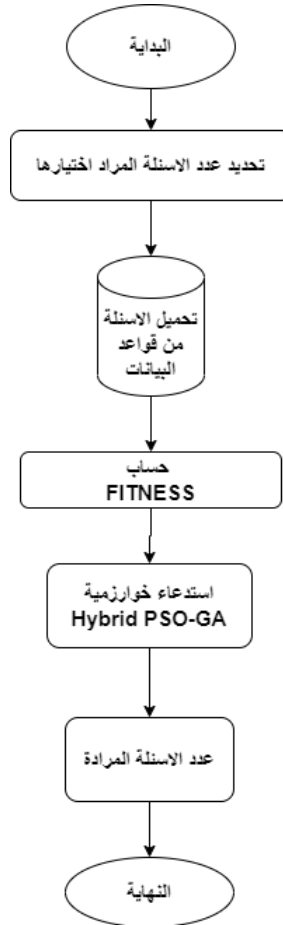 البداية
تحديد عدد الاسئلة المراد اختيارها
تحميل الاسئلة
من قواعد
البيانات
حساب
FITNESS
استدعاء خوارزمية
Hybrid PSO-GA
عدد الاسئلة المرادة
النهاية